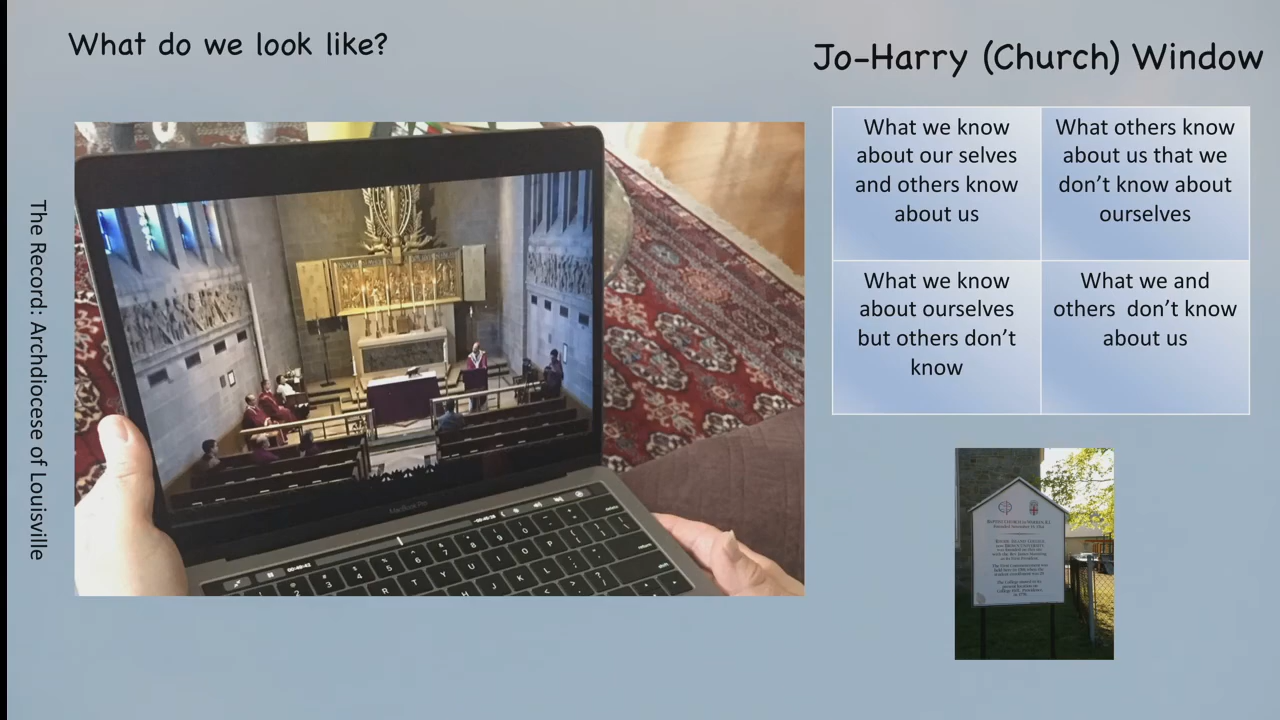 What do we look like?
Jo-Harry (Church) Window
What we know
about our selves
and others know
about us
What others know
about us that we
don't know about
ourselves
What we know
about ourselves
but others don't
know
What we and
others don't know
about us
The Record: Archdiocese of Louisville
MacBook Pro